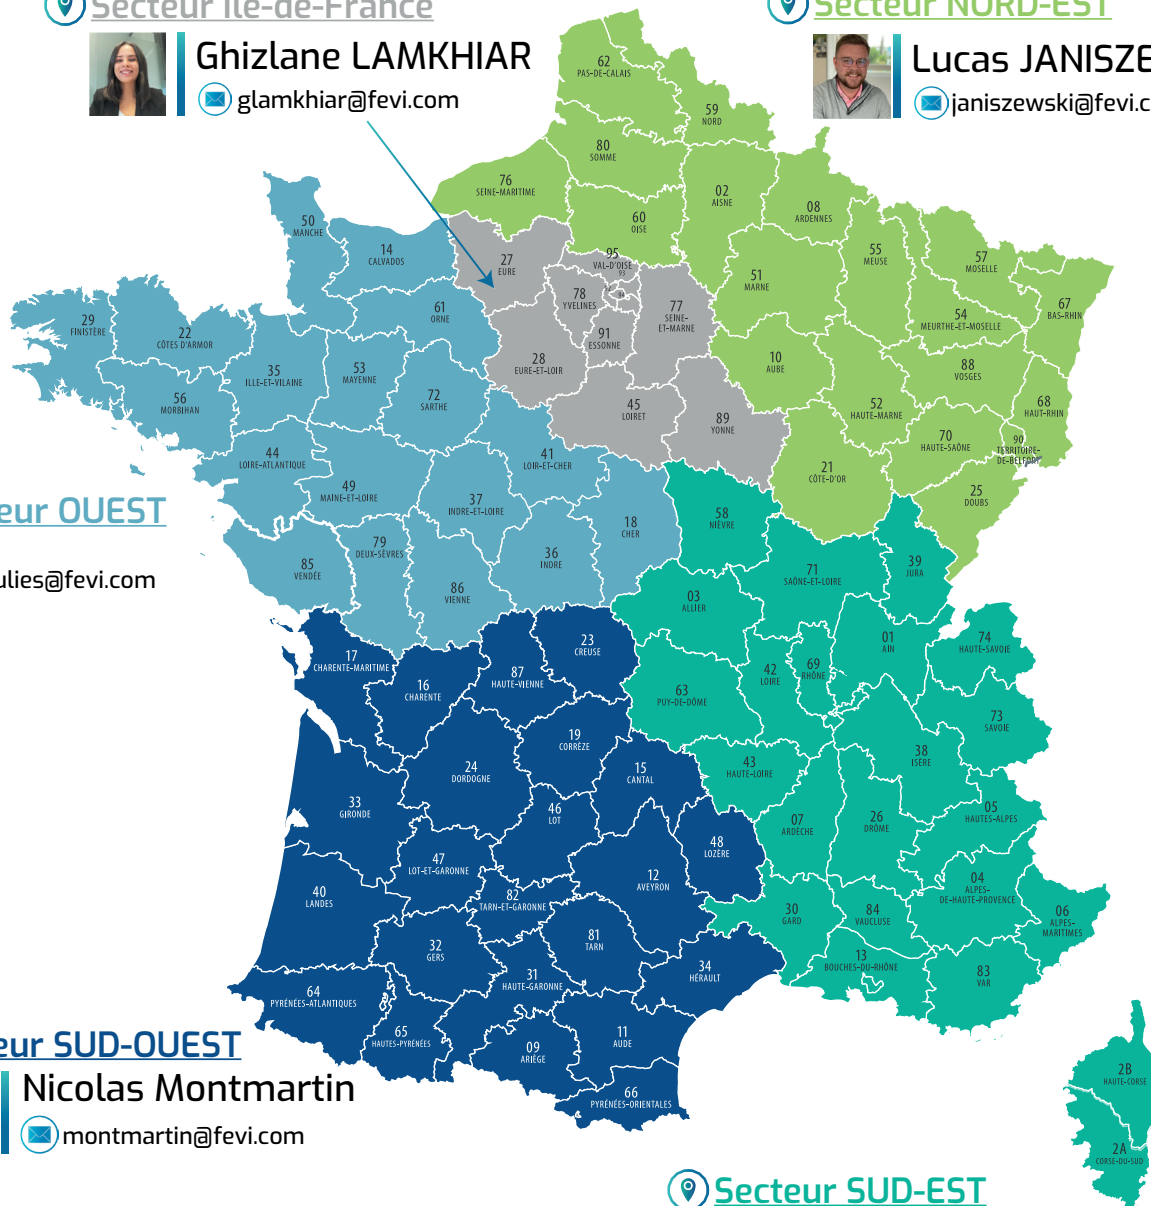 Secteur Île-de-France
Secteur NORD-EST
Ghizlane LAMKHIAR
glamkhiar@fevi.com
Lucas JANISZE
janiszewski@fevi.c
62
PAS-DE-CALAIS
59
NORD
80
SOMME
76
SEINE-MARITIME
02
AISNE
08
ARDENNES
60
OISE
50
MANCHE
14
CALVADOS
27
EURE
95
VAL-D'OISE
93
78
YVELINES
77
SEINE-
ET-MARNE
51
MARNE
55
MEUSE
57
MOSELLE
67
BAS-RHIN
54
MEURTHE-ET-MOSELLE
61
ORNE
91
ESSONNE
29
FINISTÈRE
22
CÔTES D'ARMOR
35
ILLE-ET-VILAINE
53
MAYENNE
28
EURE-ET-LOIR
10
AUBE
88
VOSGES
56
MORBIHAN
72
SARTHE
45
LOIRET
89
YONNE
52
HAUTE-MARNE
68
HAUT-RHIN
70
HAUTE-SAÔNE
90
TERRITOIRE-
DE-BELFORT
44
LOIRE-ATLANTIQUE
41
LOIR-ET-CHER
21
CÔTE-D'OR
25
DOUBS
49
MAINE-ET-LOIRE
37
INDRE-ET-LOIRE
18
CHER
58
NIÈVRE
eur OUEST
ulies@fevi.com
85
VENDÉE
79
DEUX-SÈVRES
86
VIENNE
36
INDRE
71
SAÔNE-ET-LOIRE
39
JURA
03
ALLIER
17
CHARENTE-MARITIME
16
CHARENTE
87
HAUTE-VIENNE
23
CREUSE
63
PUY-DE-DÔME
42
LOIRE
69
RHÔNE
01
AIN
74
HAUTE-SAVOIE
73
SAVOIE
19
CORRÈZE
24
DORDOGNE
15
CANTAL
43
HAUTE-LOIRE
38
ISÈRE
33
GIRONDE
46
LOT
48
LOZÈRE
07
ARDÈCHE
26
DRÔME
05
HAUTES-ALPES
47
LOT-ET-GARONNE
12
AVEYRON
04
ALPES-
DE-HAUTE-PROVENCE
40
LANDES
82
TARN-ET-GARONNE
30
GARD
84
VAUCLUSE
06
ALPES-
MARITIMES
32
GERS
81
TARN
34
HÉRAULT
13
BOUCHES-DU-RHÔNE
83
VAR
31
HAUTE-GARONNE
64
PYRÉNÉES-ATLANTIQUES
65
HAUTES-PYRÉNÉES
09
ARIÈGE
11
AUDE
66
PYRÉNÉES-ORIENTALES
eur SUD-OUEST
Nicolas Montmartin
montmartin@fevi.com
2B
HAUTE-CORSE
2A
CORSE-DU-SUD
Secteur SUD-EST